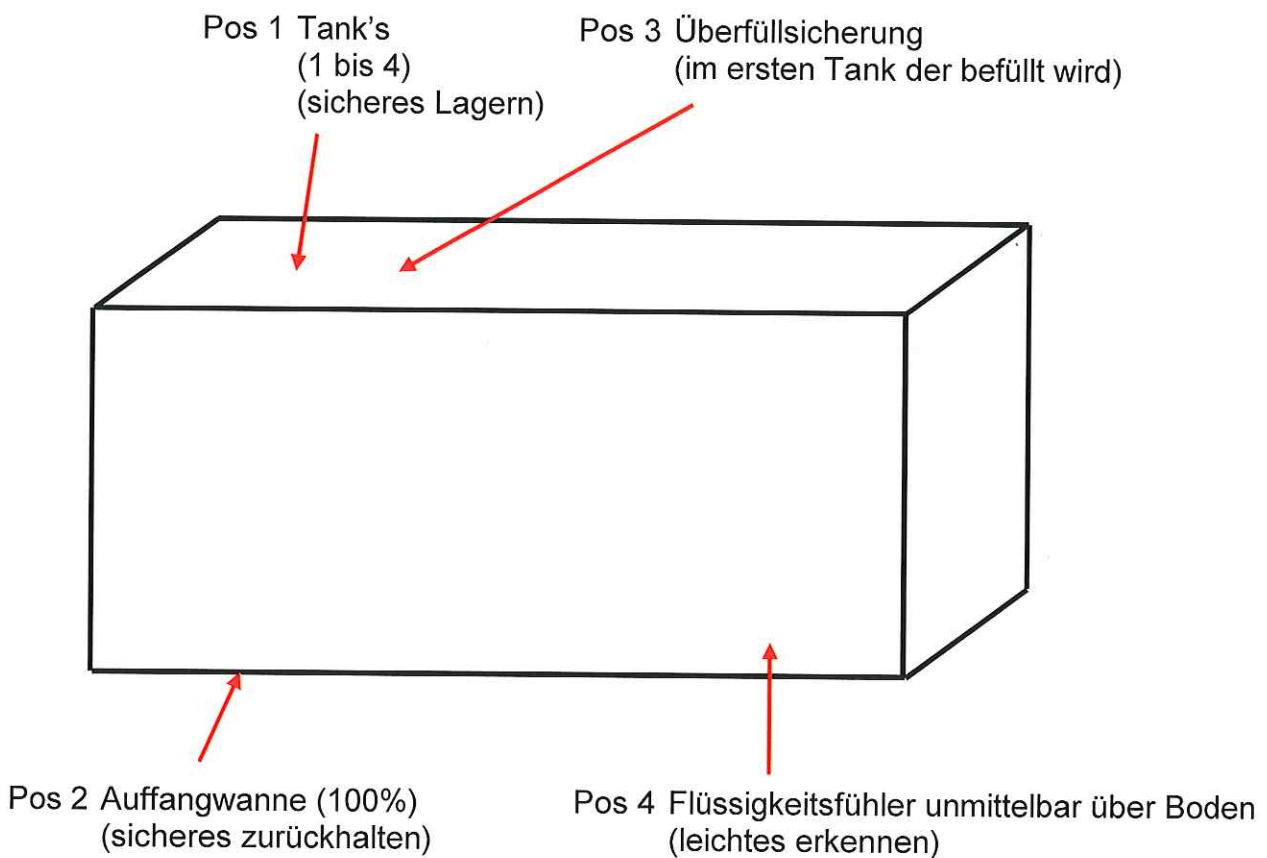 Pos 1 Tank's
(1 bis 4)
(sicheres Lagern)
Pos 3 Überfüllsicherung
(im ersten Tank der befüllt wird)
Pos 2 Auffangwanne (100%)
(sicheres zurückhalten)
Pos 4 Flüssigkeitsfühler unmittelbar über Boden
(leichtes erkennen)